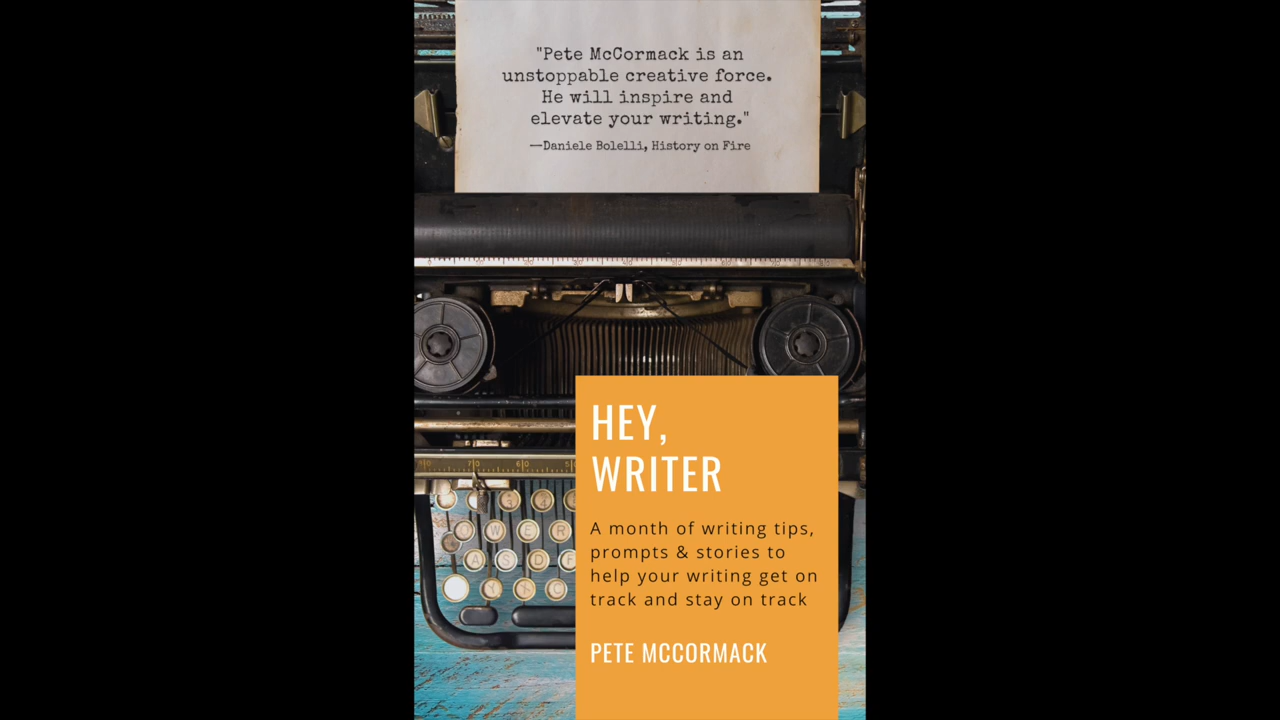 "Pete McCormack is an
unstoppable creative force.
He will inspire and
elevate your writing."
—Daniele Bolelli, History on Fire
HEY,
WRITER
A month of writing tips,
prompts & stories to
help your writing get on
track and stay on track
PETE MCCORMACK